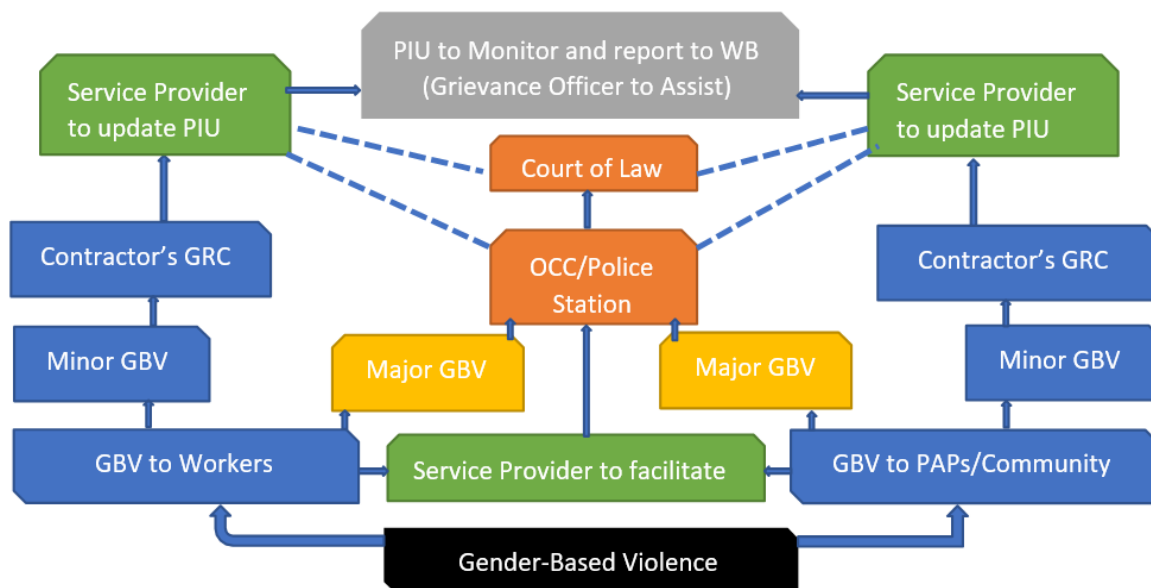 PIU to Monitor and report to WB
(Grievance Officer to Assist)
Service Provider
to update PIU
Service Provider
to update PIU
Court of Law
Contractor’s GRC
OCC/Police
Station
Contractor’s GRC
Minor GBV
Major GBV
Major GBV
Minor GBV
GBV to Workers
Service Provider to facilitate
GBV to PAPs/Community
Gender-Based Violence